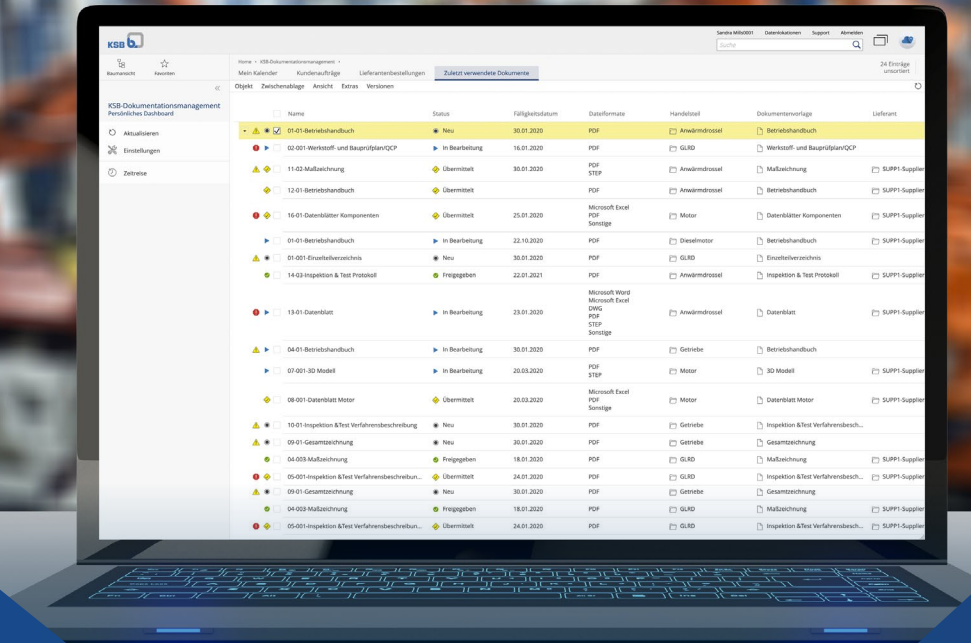 KSB b.
Sandra Mills0001 Datenlokationen Support Abmelden
Suche
Baumansicht Favoriten
Home › KSB-Dokumentationsmanagement ›
24 Einträge
unsortiert
Mein Kalender Kundenaufträge Lieferantenbestellungen Zuletzt verwendete Dokumente
Objekt Zwischenablage Ansicht Extras Versionen
KSB-Dokumentationsmanagement
Persönliches Dashboard
Aktualisieren
Einstellungen
Zeitreise
Name Status Fälligkeitsdatum Dateiformate Handelsteil Dokumentenvorlage Lieferant
01-01-Betriebshandbuch Neu 30.01.2020 PDF Anwärmdrossel Betriebshandbuch
02-001-Werkstoff- und Bauprüfplan/QCP In Bearbeitung 16.01.2020 PDF GLRD Werkstoff- und Bauprüfplan/QCP
11-02-Maßzeichnung Übermittelt 30.01.2020 PDF Anwärmdrossel Maßzeichnung SUPP1-Supplier
STEP
12-01-Betriebshandbuch Übermittelt PDF Anwärmdrossel Betriebshandbuch SUPP1-Supplier
Microsoft Excel
16-01-Datenblätter Komponenten Übermittelt 25.01.2020 PDF Motor Datenblätter Komponenten SUPP1-Supplier
Sonstige
01-01-Betriebshandbuch In Bearbeitung 22.10.2020 PDF Dieselmotor Betriebshandbuch SUPP1-Supplier
01-001-Einzelteilverzeichnis Neu 30.01.2020 PDF GLRD Einzelteilverzeichnis
14-03-Inspektion & Test Protokoll Freigegeben 22.01.2021 PDF Anwärmdrossel Inspektion & Test Protokoll SUPP1-Supplier
Microsoft Word
Microsoft Excel
DWG
13-01-Datenblatt In Bearbeitung 23.01.2020 PDF Anwärmdrossel Datenblatt SUPP1-Supplier
STEP
Sonstige
04-01-Betriebshandbuch In Bearbeitung 30.01.2020 PDF Getriebe Betriebshandbuch
07-001-3D Modell In Bearbeitung 20.03.2020 PDF Motor 3D Modell SUPP1-Supplier
STEP
Microsoft Excel
08-001-Datenblatt Motor Übermittelt 20.03.2020 PDF Motor Datenblatt Motor SUPP1-Supplier
Sonstige
10-01-Inspektion &Test Verfahrensbeschreibung Neu 30.01.2020 PDF Getriebe Inspektion &Test Verfahrensbesch...
09-01-Gesamtzeichnung Neu 30.01.2020 PDF Getriebe Gesamtzeichnung
04-003-Maßzeichnung Freigegeben 18.01.2020 PDF GLRD Maßzeichnung SUPP1-Supplier
05-001-Inspektion &Test Verfahrensbeschreibun... Übermittelt 24.01.2020 PDF GLRD Inspektion &Test Verfahrensbesch... SUPP1-Supplier
09-01-Gesamtzeichnung Neu 30.01.2020 PDF Getriebe Gesamtzeichnung
04-003-Maßzeichnung Freigegeben 18.01.2020 PDF GLRD Maßzeichnung SUPP1-Supplier
05-001-Inspektion &Test Verfahrensbeschreibun... Übermittelt 24.01.2020 PDF GLRD Inspektion &Test Verfahrensbesch... SUPP1-Supplier